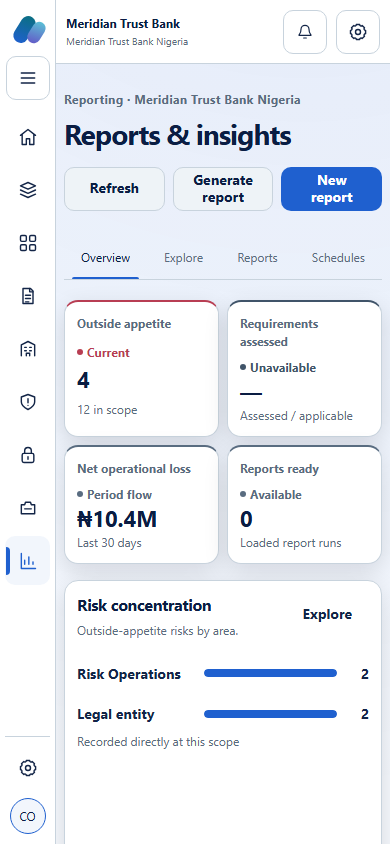 Meridian Trust Bank
Meridian Trust Bank Nigeria
Reporting · Meridian Trust Bank Nigeria
Reports & insights
Refresh
Generate
report
New
report
Overview
Explore
Reports
Schedules
Outside appetite
Current
4
12 in scope
Requirements
assessed
Unavailable
—
Assessed / applicable
Net operational loss
Period flow
₦10.4M
Last 30 days
Reports ready
Available
0
Loaded report runs
Risk concentration
Outside-appetite risks by area.
Explore
Risk Operations 2
Legal entity 2
Recorded directly at this scope
CO